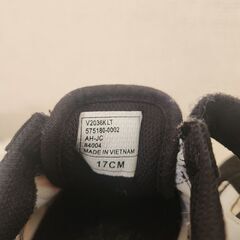 V2036KLT
575180-0002
AH-JC
84004
MADE IN VIETNAM
17CM